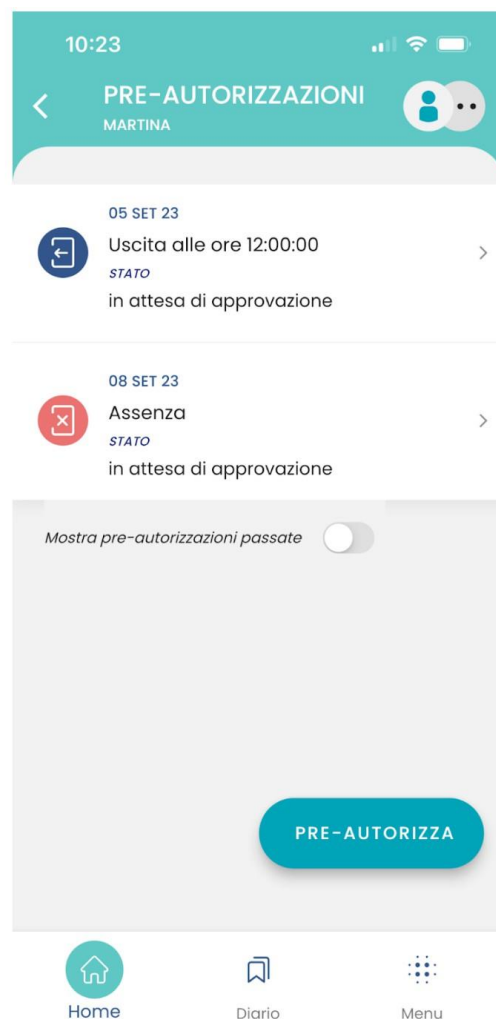 10:23
PRE-AUTORIZZAZIONI
MARTINA
05 SET 23
Uscita alle ore 12:00:00
STATO
in attesa di approvazione
08 SET 23
Assenza
STATO
in attesa di approvazione
Mostra pre-autorizzazioni passate
PRE-AUTORIZZA
Home
Diario
Menu